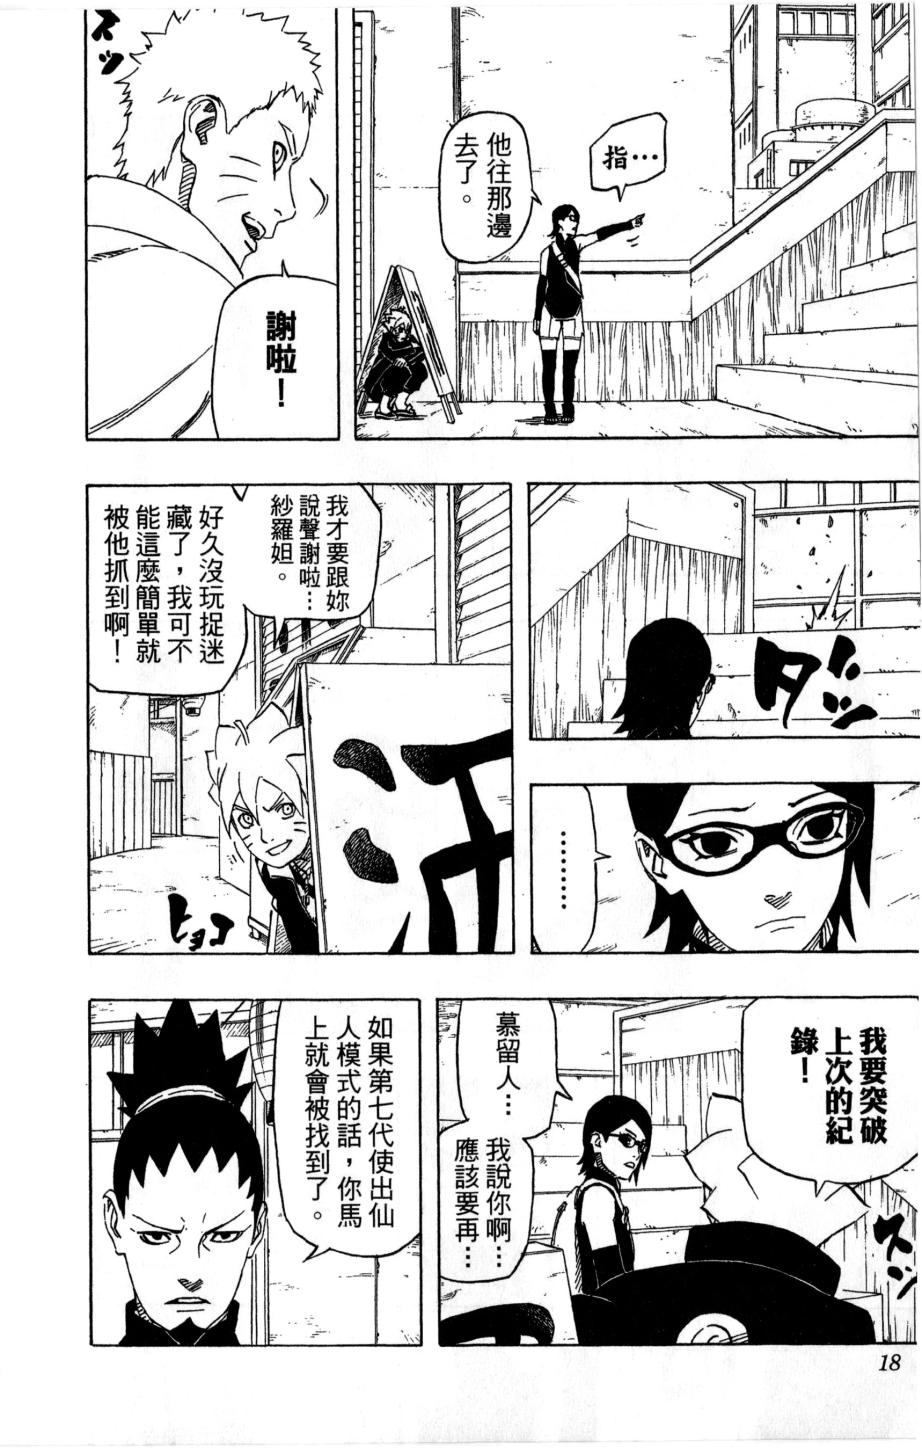 指…
他往那邊
去了。
スッ
謝啦！
ダッ
………
我才要跟妳
說聲謝啦…
紗羅妲。
好久沒玩捉迷
藏了，我可不
能這麼簡單就
被他抓到啊！
ヒョコ
我要突破
上次的紀
錄！
スッ
慕留人…
我說你啊…
應該要再…
如果第七代使出仙
人模式的話，你馬
上就會被找到了。
18